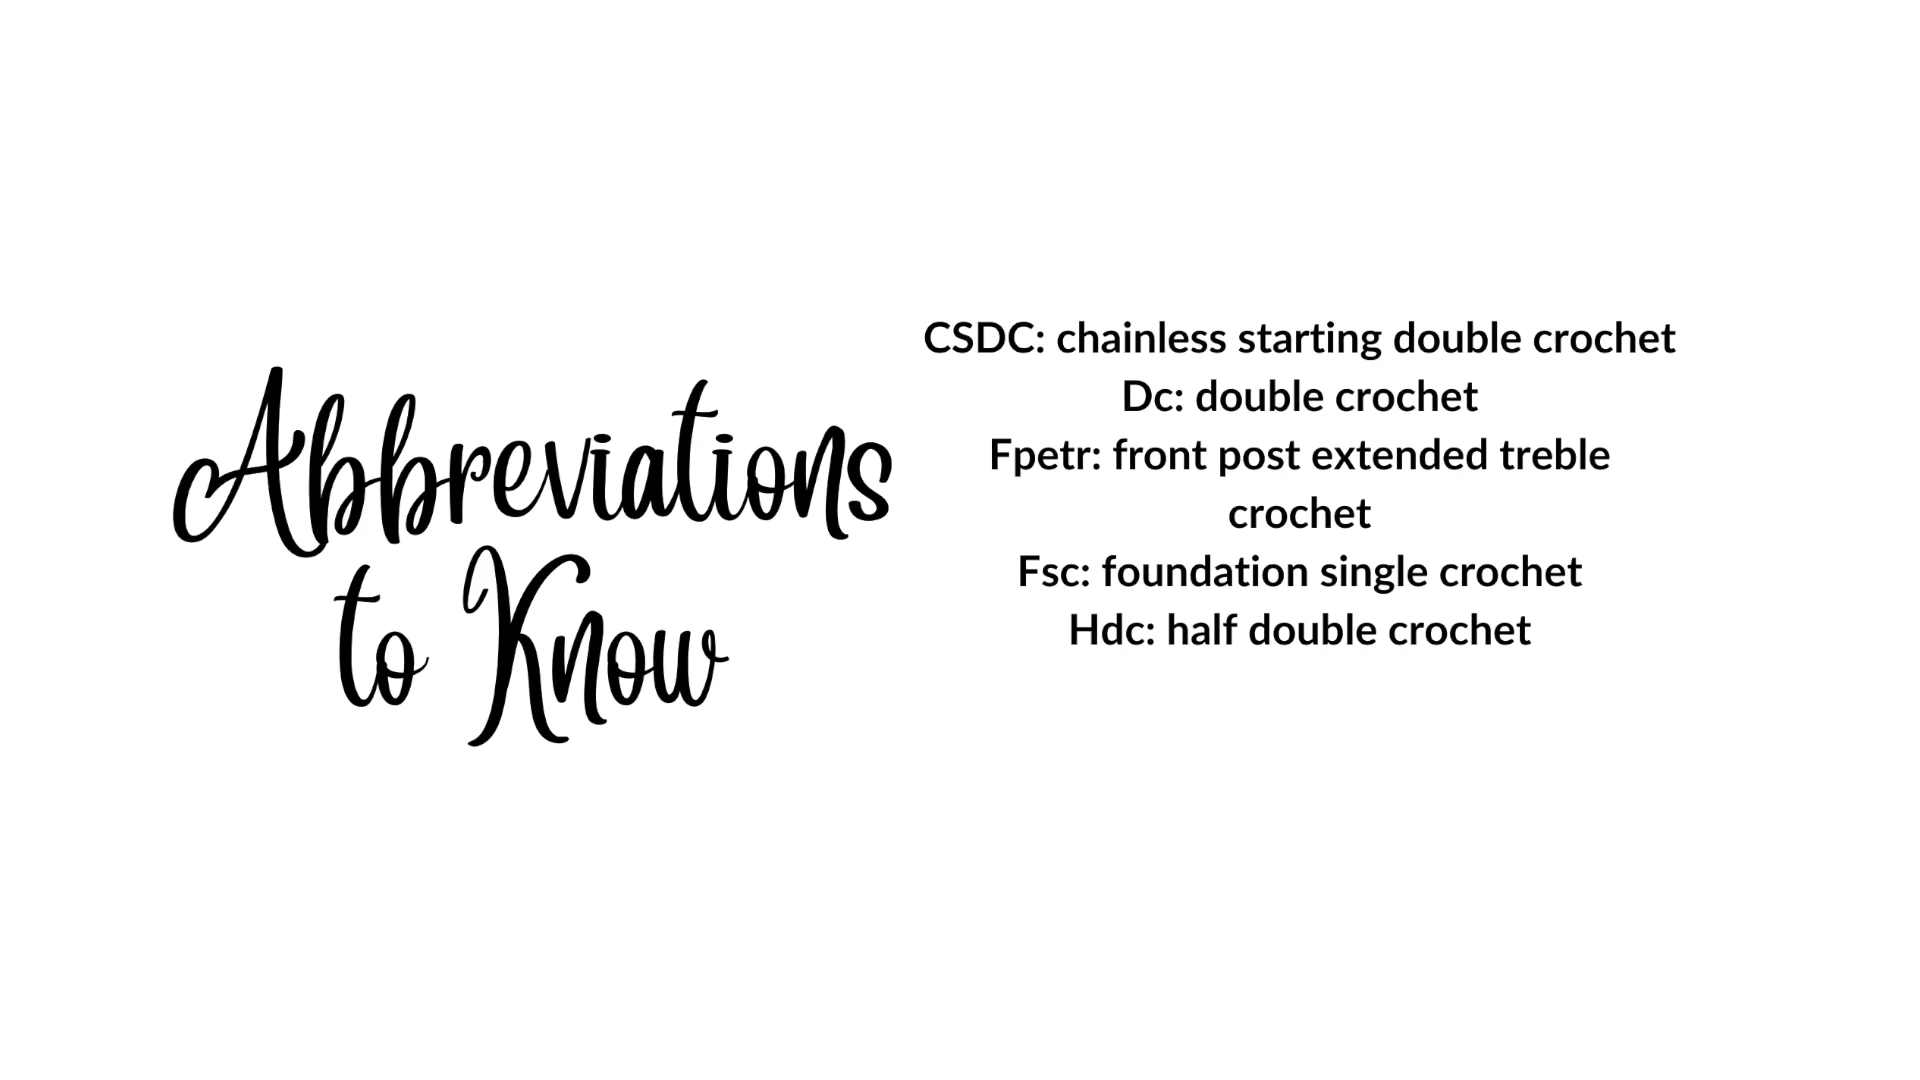 Abbreviations
to Know
CSDC: chainless starting double crochet
Dc: double crochet
Fpetr: front post extended treble
crochet
Fsc: foundation single crochet
Hdc: half double crochet